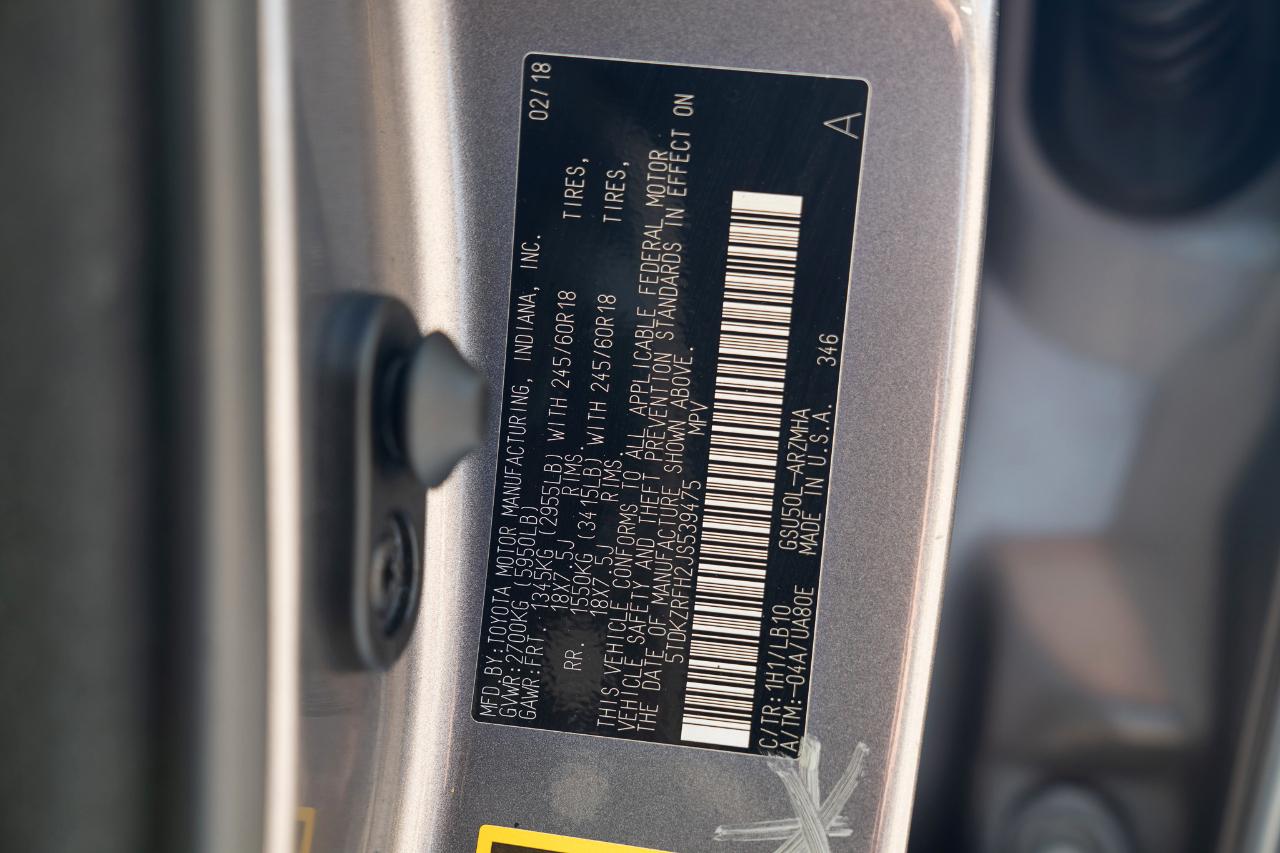 MFD.BY:TOYOTA MOTOR MANUFACTURING, INDIANA, INC. 02/18
GVWR:2700KG (5950LB)
GAWR:FRT. 1345KG (2955LB) WITH 245/60R18 TIRES,
18X7.5J RIMS.
RR. 1550KG (3415LB) WITH 245/60R18 TIRES,
18X7.5J RIMS.
THIS VEHICLE CONFORMS TO ALL APPLICABLE FEDERAL MOTOR
VEHICLE SAFETY AND THEFT PREVENTION STANDARDS IN EFFECT ON
THE DATE OF MANUFACTURE SHOWN ABOVE.
5TDKZRFH2JS539475 MPV
C/TR:1H17/LB10 GSU50L-ARZMHA
A/TM:-04A/UA80E MADE IN U.S.A. 346
A